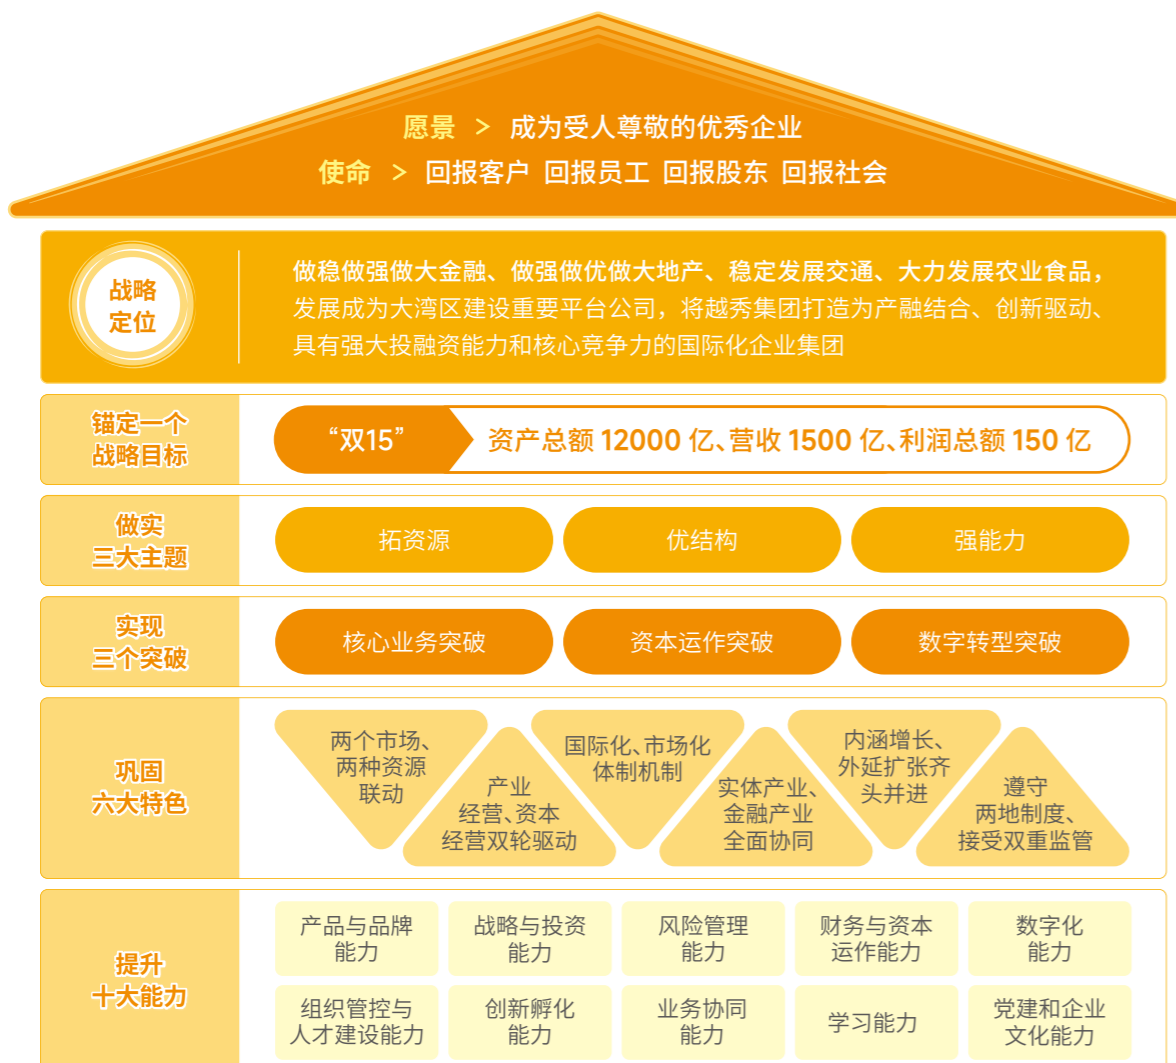 愿景 > 成为受人尊敬的优秀企业
使命 > 回报客户 回报员工 回报股东 回报社会
战略
定位
做稳做强做大金融、做强做优做大地产、稳定发展交通、大力发展农业食品，
发展成为大湾区建设重要平台公司，将越秀集团打造为产融结合、创新驱动、
具有强大投融资能力和核心竞争力的国际化企业集团
锚定一个
战略目标
“双15”
资产总额 12000 亿、营收 1500 亿、利润总额 150 亿
做实
三大主题
拓资源
优结构
强能力
实现
三个突破
核心业务突破
资本运作突破
数字转型突破
巩固
六大特色
两个市场、
两种资源
联动
产业
经营、资本
经营双轮驱动
国际化、市场化
体制机制
实体产业、
金融产业
全面协同
内涵增长、
外延扩张齐
头并进
遵守
两地制度、
接受双重监管
提升
十大能力
产品与品牌
能力
战略与投资
能力
风险管理
能力
财务与资本
运作能力
数字化
能力
组织管控与
人才建设能力
创新孵化
能力
业务协同
能力
学习能力
党建和企业
文化能力